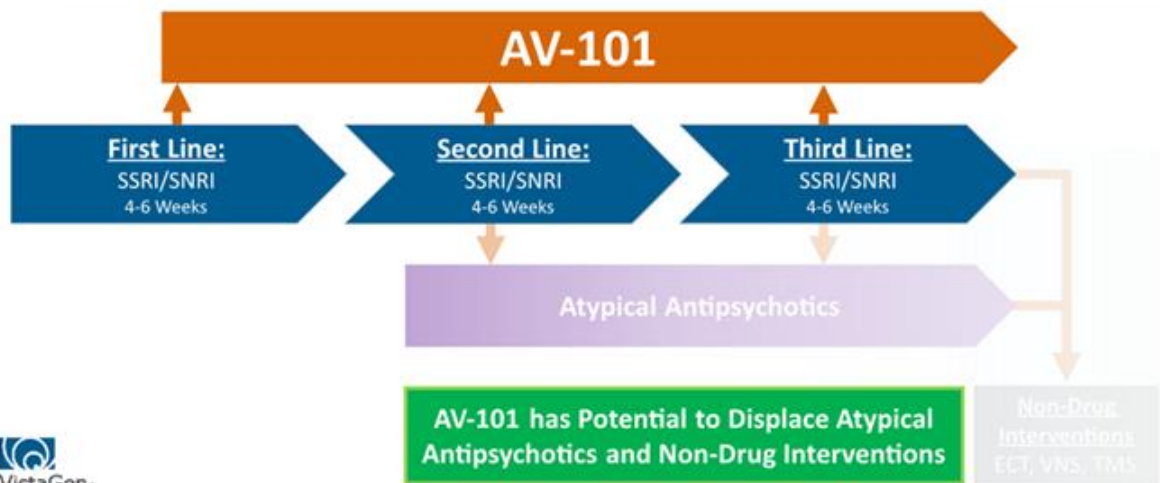 AV-101
First Line:
SSRI/SNRI
4-6 Weeks
Second Line:
SSRI/SNRI
4-6 Weeks
Third Line:
SSRI/SNRI
4-6 Weeks
Atypical Antipsychotics
AV-101 has Potential to Displace Atypical
Antipsychotics and Non-Drug Interventions
Non-Drug
Interventions
ECT, VNS, TMS
VistaGen